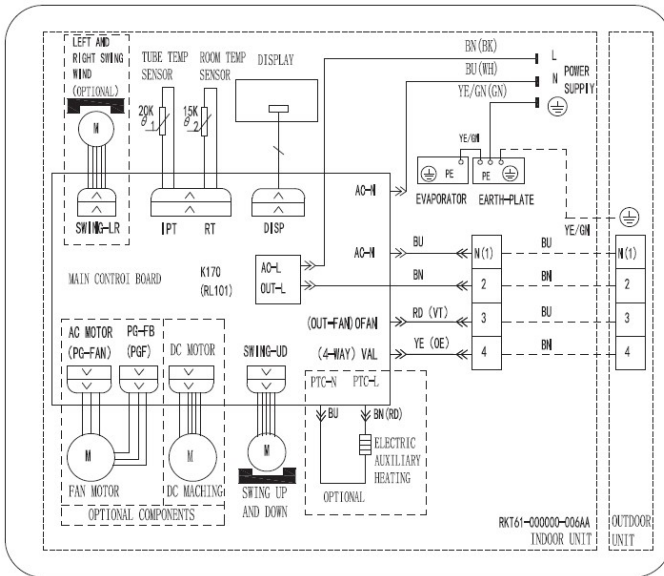 LEFT AND
RIGHT SWING
WIND
(OPTIONAL)
M
TUBE TEMP
SENSOR
ROOM TEMP
SENSOR
DISPLAY
20K
θ 1
15K
θ 2
BN(BK)
L
BU(WH)
N
POWER
SUPPLY
YE/GN(GN)
YE/GN
PE
PE
EVAPORATOR
EARTH-PLATE
YE/GN
SWING-LR
IPT
RT
DISP
AC-N
MAIN CONTROI BOARD
K170
(RL101)
AC-L
OUT-L
AC-N
BU
N(1)
BU
N(1)
BN
2
BN
2
(OUT-FAN)OFAN
RD (VT)
3
BU
3
(4-WAY) VAL
YE (OE)
4
BN
4
AC MOTOR
(PG-FAN)
PG-FB
(PGF)
DC MOTOR
SWING-UD
PTC-N
PTC-L
BU
BN(RD)
M
M
M
ELECTRIC
AUXILIARY
HEATING
FAN MOTOR
DC MACHING
SWING UP
AND DOWN
OPTIONAL
OPTIONAL COMPONENTS
RKT61-000000-006AA
INDOOR UNIT
OUTDOOR
UNIT